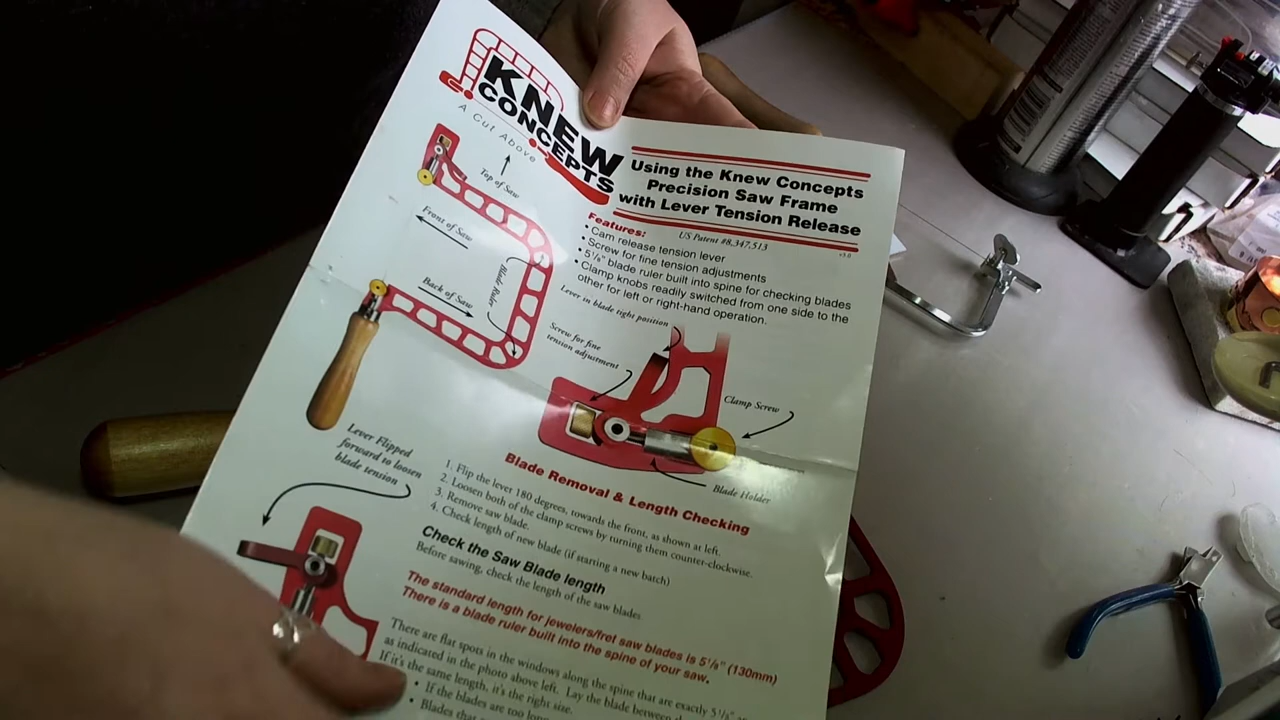 KNEW
CONCEPTS
A Cut Above
Using the Knew Concepts
Precision Saw Frame
with Lever Tension Release
US Patent #8,347,513
v3.0
Features:
• Cam release tension lever
• Screw for fine tension adjustments
• 5⅛" blade ruler built into spine for checking blades
• Clamp knobs readily switched from one side to the
other for left or right-hand operation.
Top of Saw
Front of Saw
Back of Saw
Blade Ruler
Lever in blade tight position
Screw for fine
tension adjustment
Clamp Screw
Blade Holder
Lever Flipped
forward to loosen
blade tension
Blade Removal & Length Checking
1. Flip the lever 180 degrees, towards the front, as shown at left.
2. Loosen both of the clamp screws by turning them counter-clockwise.
3. Remove saw blade.
4. Check length of new blade (if starting a new batch)
Check the Saw Blade length
Before sawing, check the length of the saw blades
The standard length for jewelers/fret saw blades is 5⅛" (130mm)
There is a blade ruler built into the spine of your saw.
There are flat spots in the windows along the spine that are exactly 5⅛"
as indicated in the photo above left. Lay the blade between
If it's the same length, it's the right size.
• If the blades are too long
• Blades that